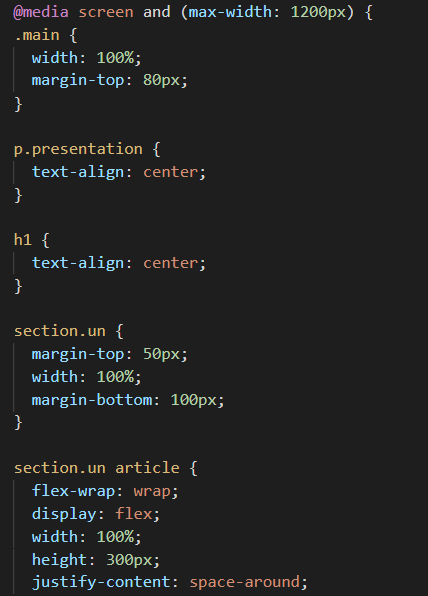 @media screen and (max-width: 1200px) {
.main {
width: 100%;
margin-top: 80px;
}
p.presentation {
text-align: center;
}
h1 {
text-align: center;
}
section.un {
margin-top: 50px;
width: 100%;
margin-bottom: 100px;
}
section.un article {
flex-wrap: wrap;
display: flex;
width: 100%;
height: 300px;
justify-content: space-around;